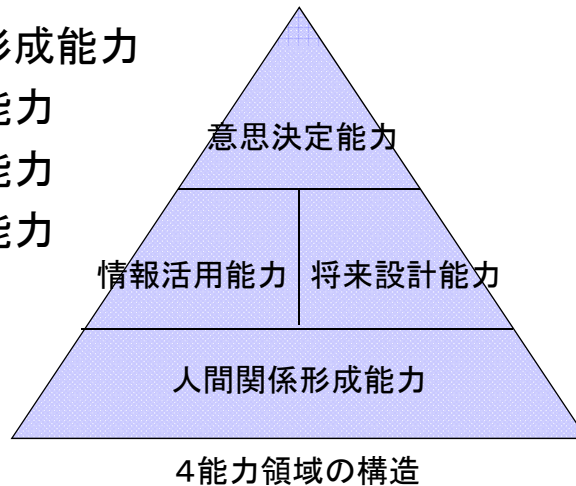 形成能力
能力
能力
能力
意思決定能力
情報活用能力 将来設計能力
人間関係形成能力
4能力領域の構造